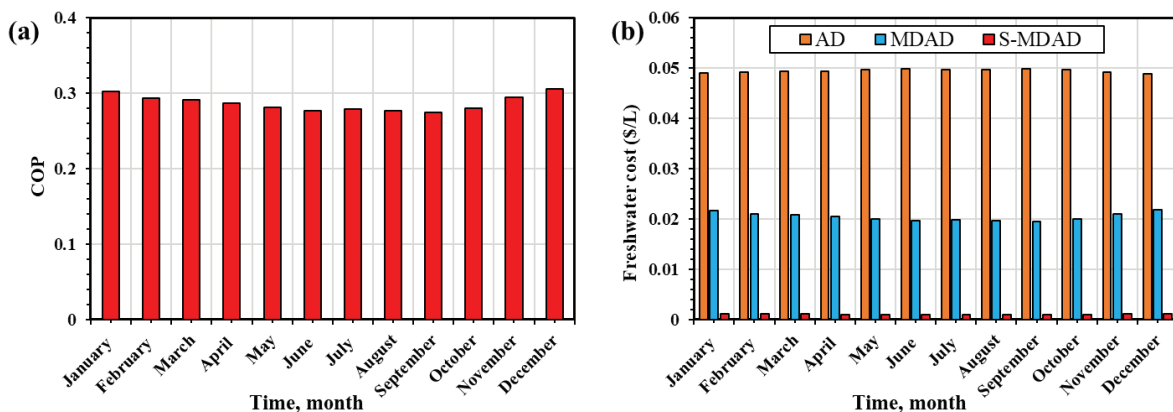 (a)
0.4
0.3
0.2
0.1
0
COP
January
February
March
April
May
June
July
August
September
October
November
December
Time, month
(b)
0.06
0.05
0.04
0.03
0.02
0.01
0
Freshwater cost ($/L)
AD MDAD S-MDAD
January
February
March
April
May
June
July
August
September
October
November
December
Time, month